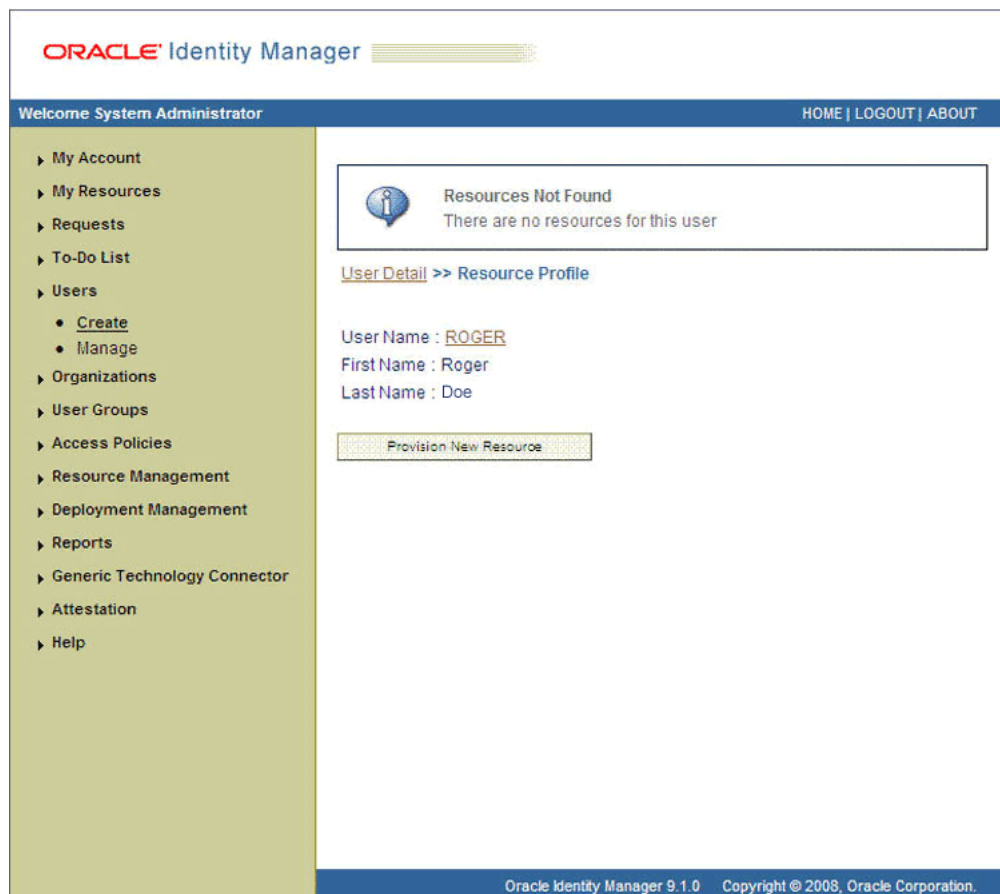 ORACLE' Identity Manager
Welcome System Administrator
HOME | LOGOUT | ABOUT
My Account
My Resources
Requests
To-Do List
Users
Create
Manage
Organizations
User Groups
Access Policies
Resource Management
Deployment Management
Reports
Generic Technology Connector
Attestation
Help
Resources Not Found
There are no resources for this user
User Detail >> Resource Profile
User Name : ROGER
First Name : Roger
Last Name : Doe
Provision New Resource
Oracle Identity Manager 9.1.0 Copyright © 2008, Oracle Corporation.